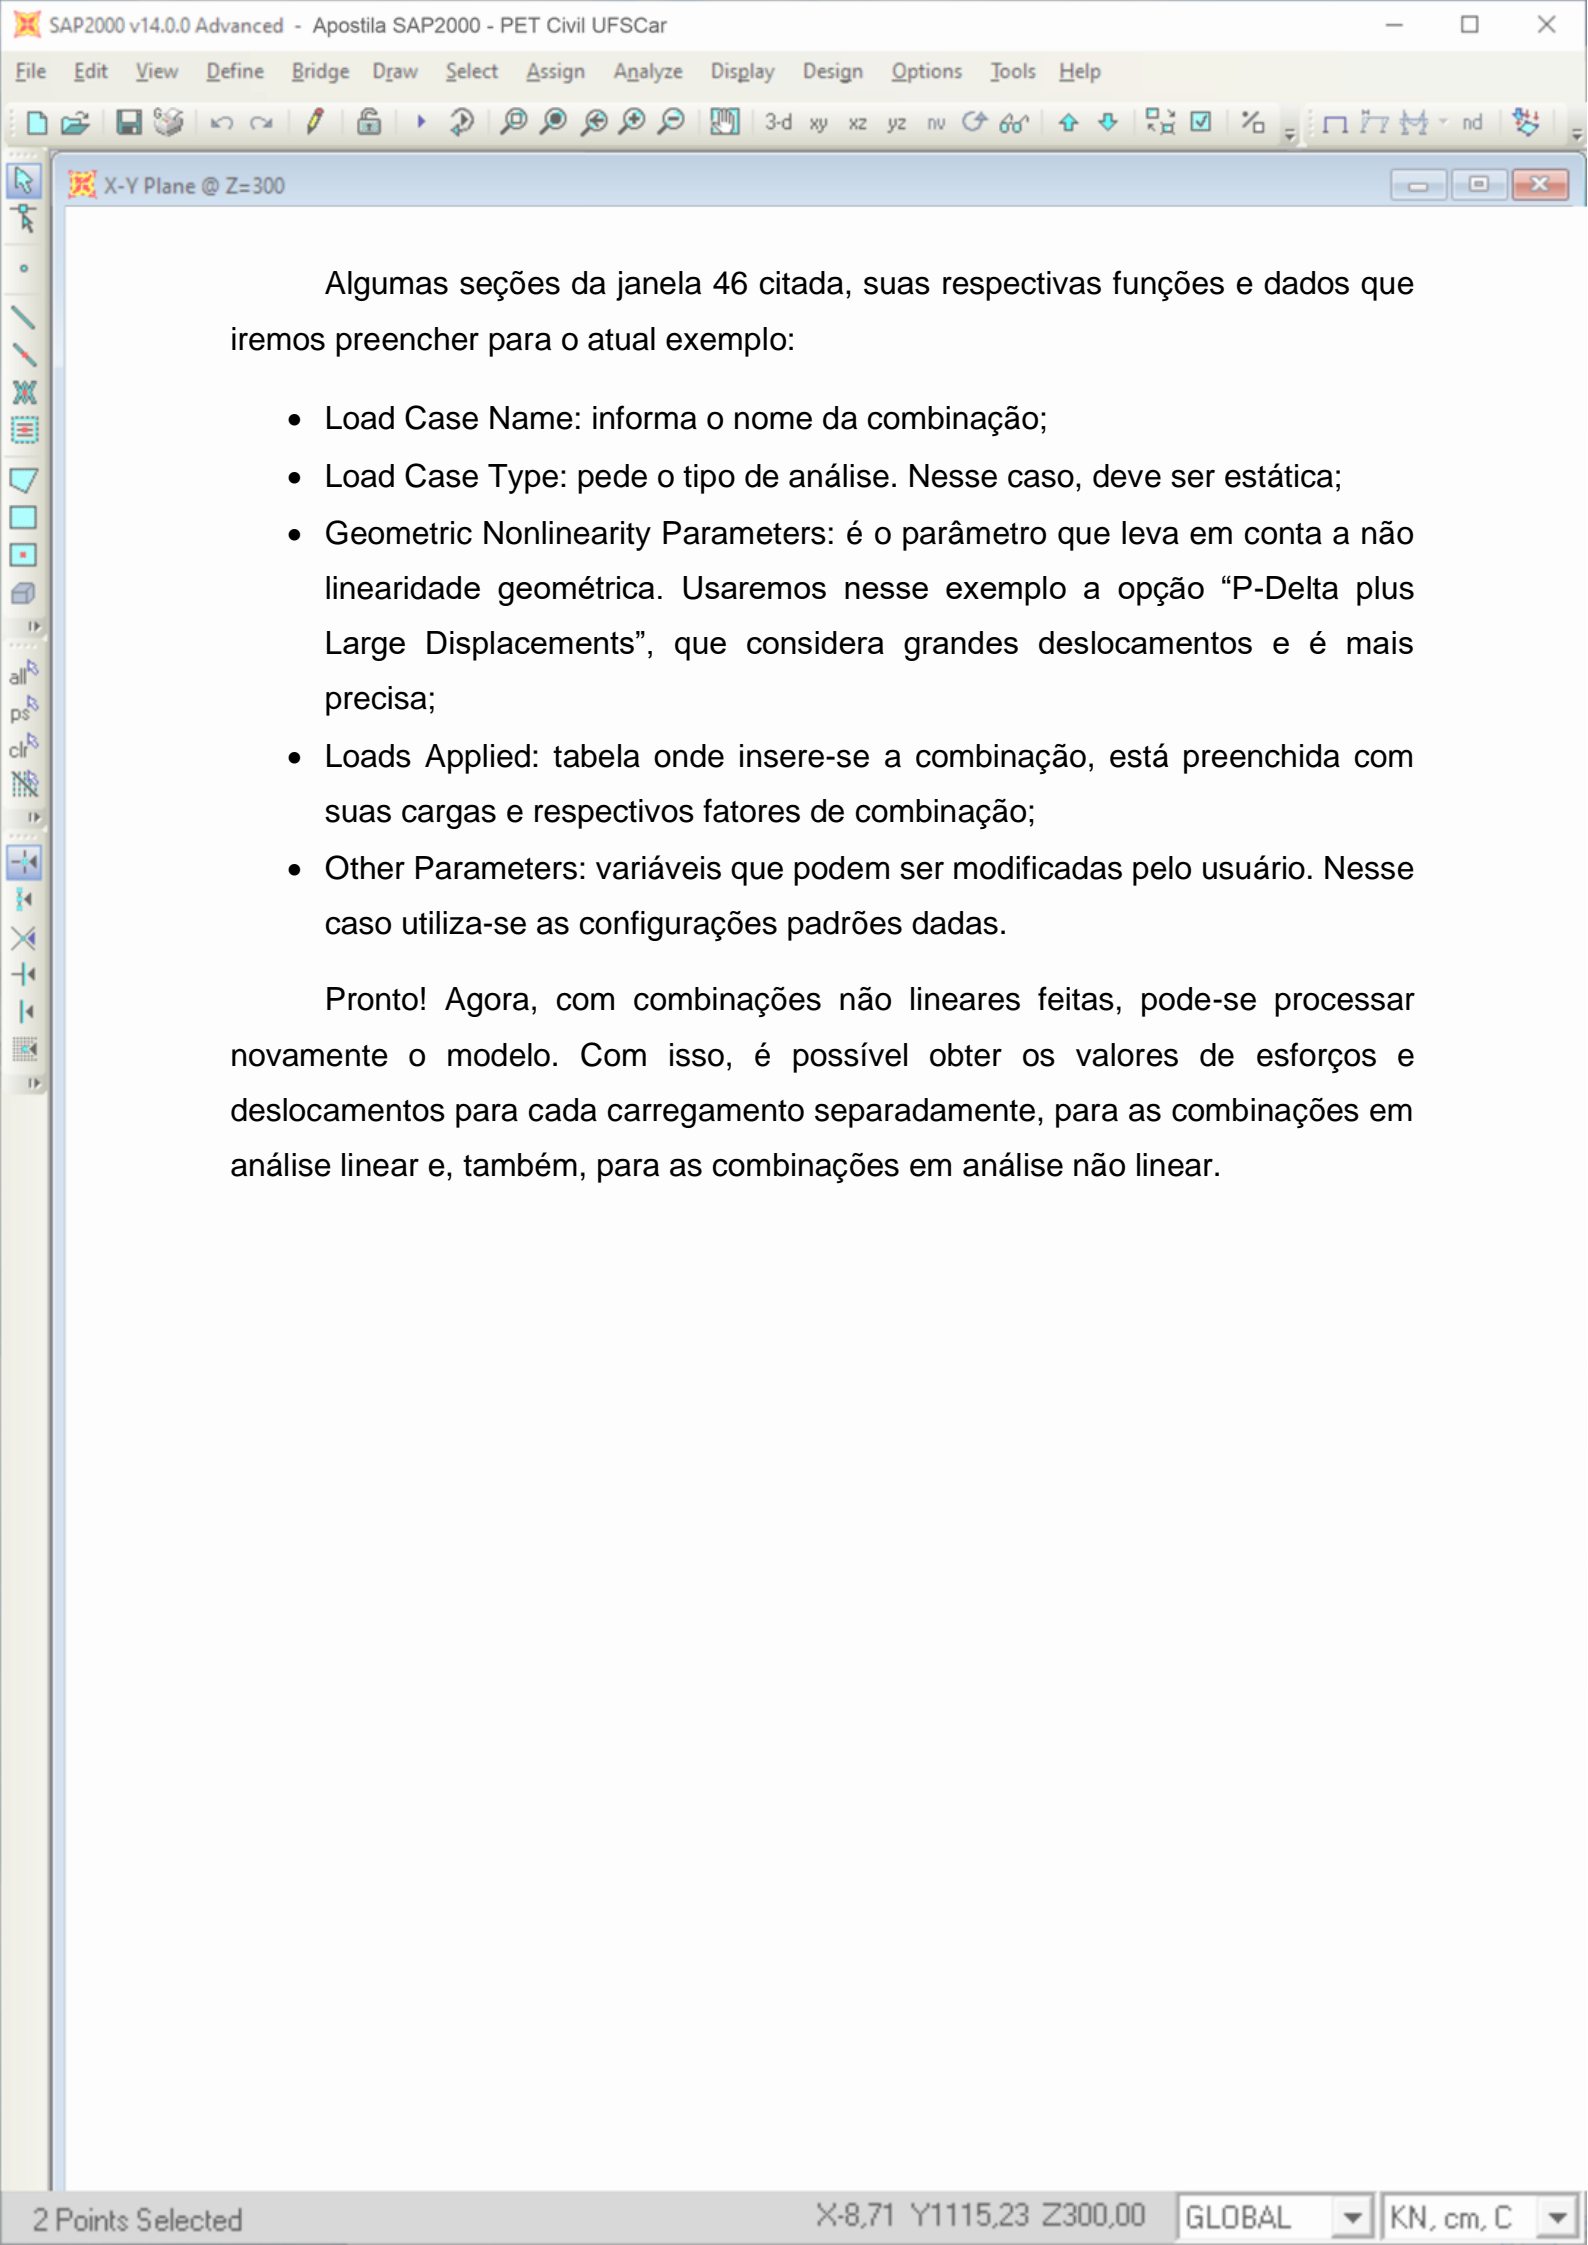 SAP2000 v14.0.0 Advanced - Apostila SAP2000 - PET Civil UFSCar
File Edit View Define Bridge Draw Select Assign Analyze Display Design Options Tools Help
3-d xy xz yz nv nd
X-Y Plane @ Z=300
Algumas seções da janela 46 citada, suas respectivas funções e dados que
iremos preencher para o atual exemplo:
• Load Case Name: informa o nome da combinação;
• Load Case Type: pede o tipo de análise. Nesse caso, deve ser estática;
• Geometric Nonlinearity Parameters: é o parâmetro que leva em conta a não
linearidade geométrica. Usaremos nesse exemplo a opção “P-Delta plus
Large Displacements”, que considera grandes deslocamentos e é mais
precisa;
• Loads Applied: tabela onde insere-se a combinação, está preenchida com
suas cargas e respectivos fatores de combinação;
• Other Parameters: variáveis que podem ser modificadas pelo usuário. Nesse
caso utiliza-se as configurações padrões dadas.
Pronto! Agora, com combinações não lineares feitas, pode-se processar
novamente o modelo. Com isso, é possível obter os valores de esforços e
deslocamentos para cada carregamento separadamente, para as combinações em
análise linear e, também, para as combinações em análise não linear.
all
ps
clr
2 Points Selected
X-8,71 Y1115,23 Z300,00
GLOBAL
KN, cm, C